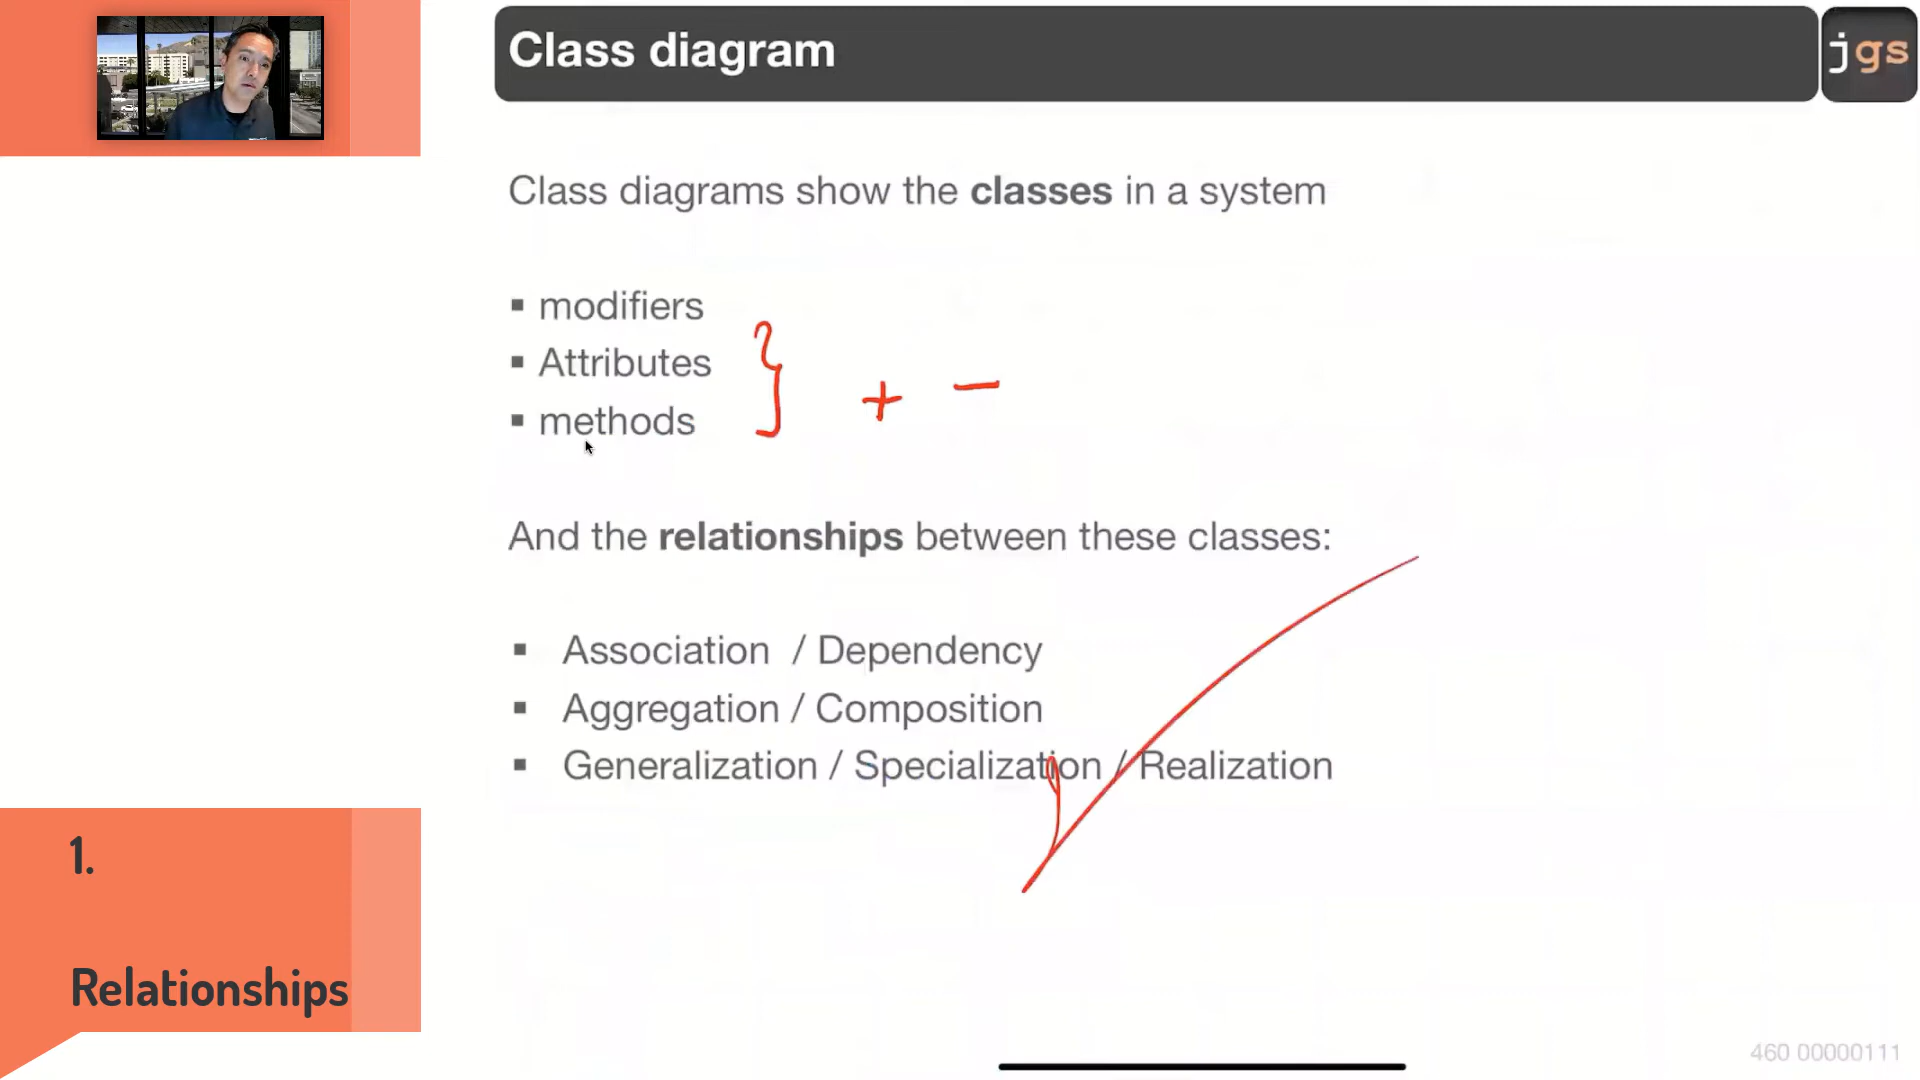 Class diagram
jgs
Class diagrams show the classes in a system
▪ modifiers
▪ Attributes
▪ methods
} + −
And the relationships between these classes:
▪ Association / Dependency
▪ Aggregation / Composition
▪ Generalization / Specialization / Realization
1.
Relationships
460 00000111